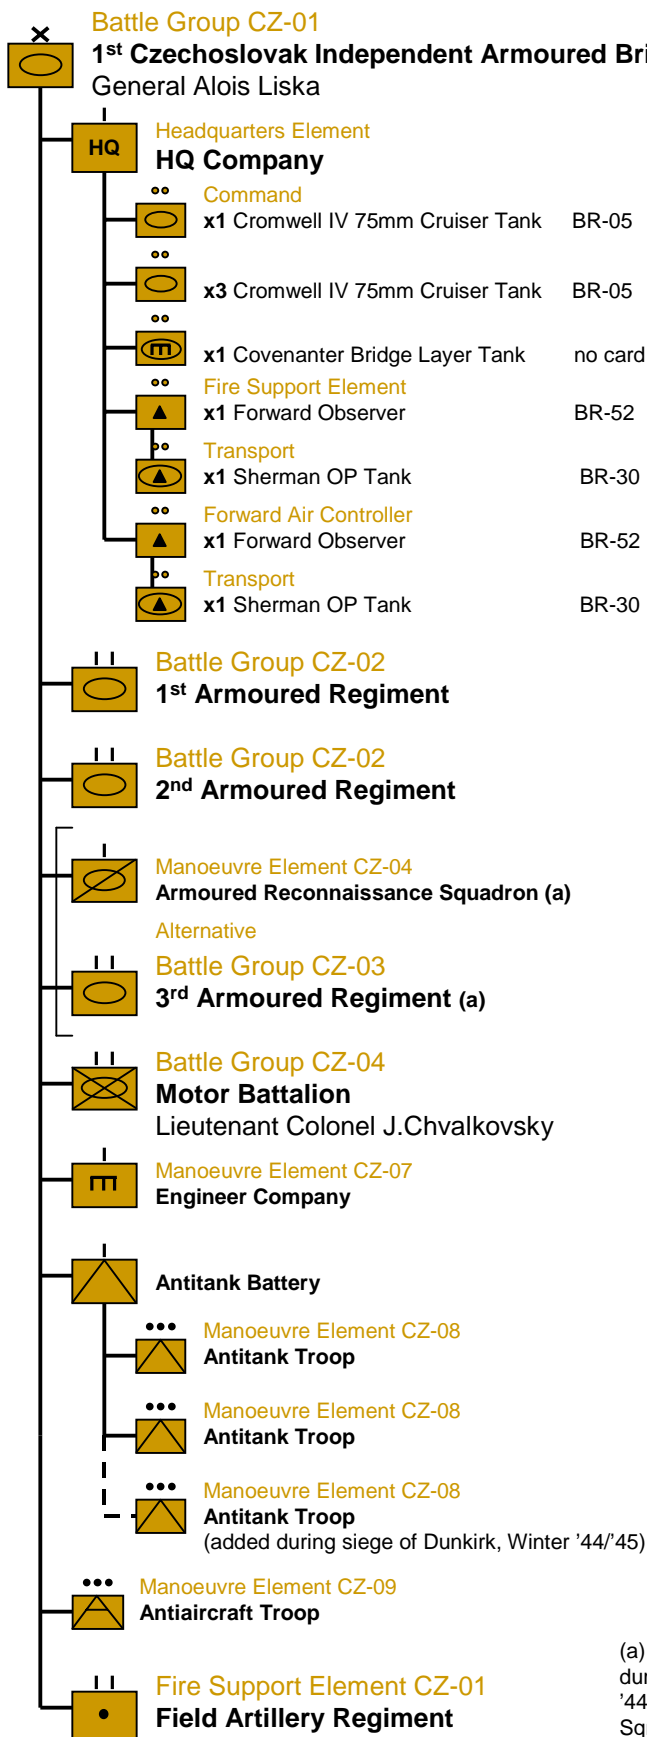 Battle Group CZ-01
1st Czechoslovak Independent Armoured
General Alois Liska
HQ
Headquarters Element
HQ Company
Command
x1 Cromwell IV 75mm Cruiser Tank BR-05
x3 Cromwell IV 75mm Cruiser Tank BR-05
x1 Covenanter Bridge Layer Tank no card
Fire Support Element
x1 Forward Observer BR-52
Transport
x1 Sherman OP Tank BR-30
Forward Air Controller
x1 Forward Observer BR-52
Transport
x1 Sherman OP Tank BR-30
Battle Group CZ-02
1st Armoured Regiment
Battle Group CZ-02
2nd Armoured Regiment
Manoeuvre Element CZ-04
Armoured Reconnaissance Squadron (a)
Alternative
Battle Group CZ-03
3rd Armoured Regiment (a)
Battle Group CZ-04
Motor Battalion
Lieutenant Colonel J.Chvalkovsky
Manoeuvre Element CZ-07
Engineer Company
Antitank Battery
Manoeuvre Element CZ-08
Antitank Troop
Manoeuvre Element CZ-08
Antitank Troop
Manoeuvre Element CZ-08
Antitank Troop
(added during siege of Dunkirk, Winter '44/'45)
Manoeuvre Element CZ-09
Antiaircraft Troop
Fire Support Element CZ-01
Field Artillery Regiment
(a)
'44